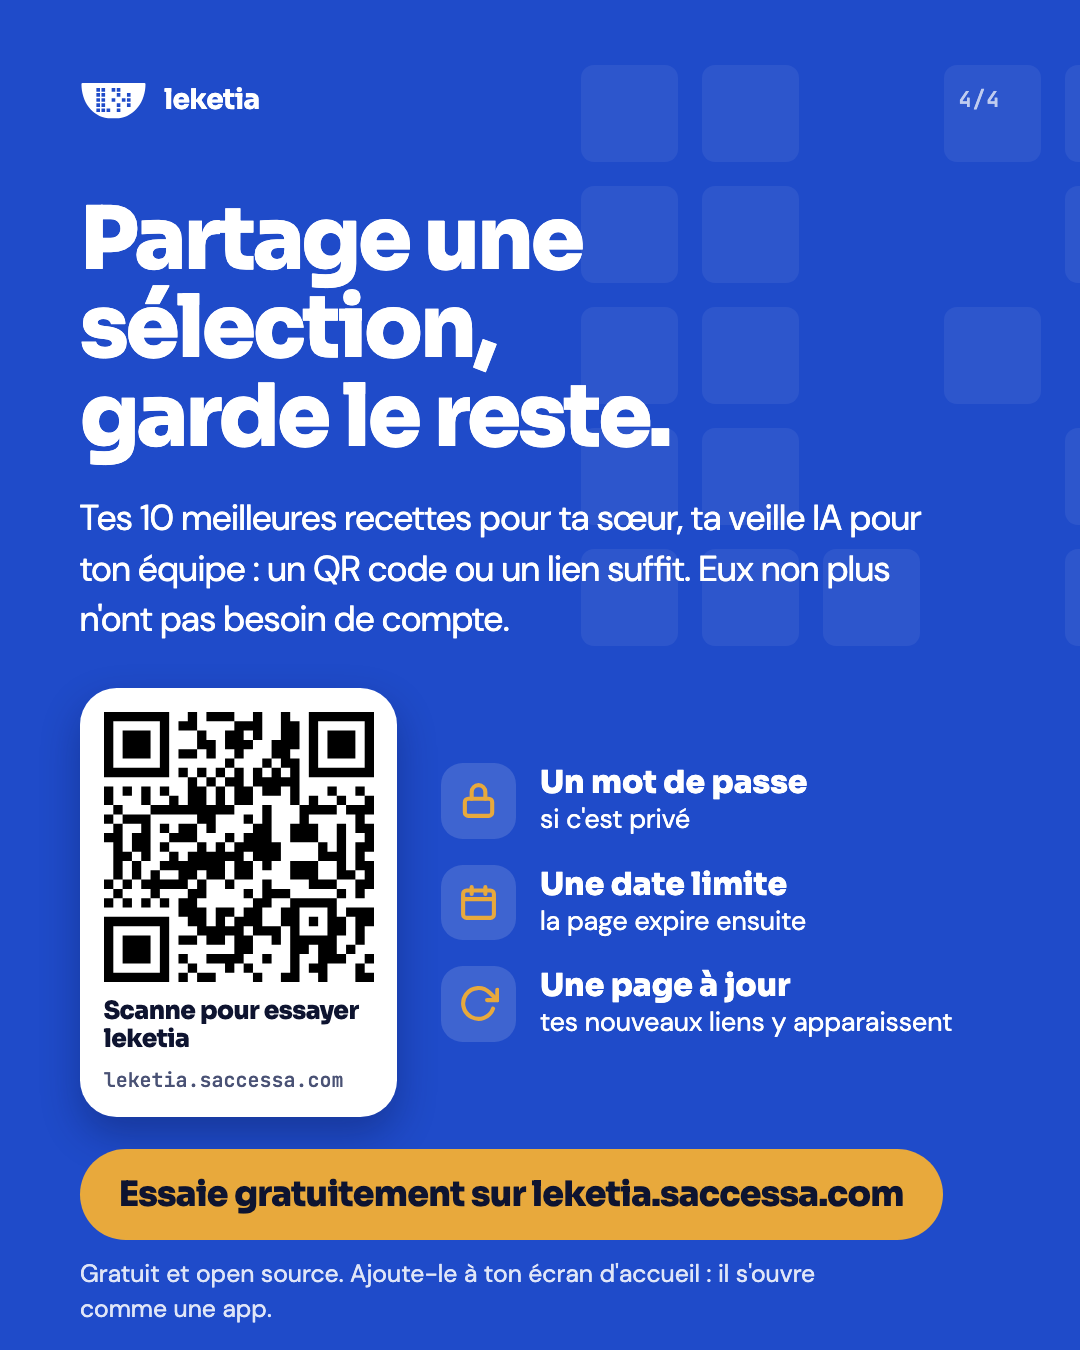 leketia
4/4
Partage une
sélection,
garde le reste.
Tes 10 meilleures recettes pour ta sœur, ta veille IA pour
ton équipe : un QR code ou un lien suffit. Eux non plus
n'ont pas besoin de compte.
Un mot de passe
si c'est privé
Une date limite
la page expire ensuite
Une page à jour
tes nouveaux liens y apparaissent
Scanne pour essayer
leketia
leketia.saccessa.com
Essaie gratuitement sur leketia.saccessa.com
Gratuit et open source. Ajoute-le à ton écran d'accueil : il s'ouvre
comme une app.